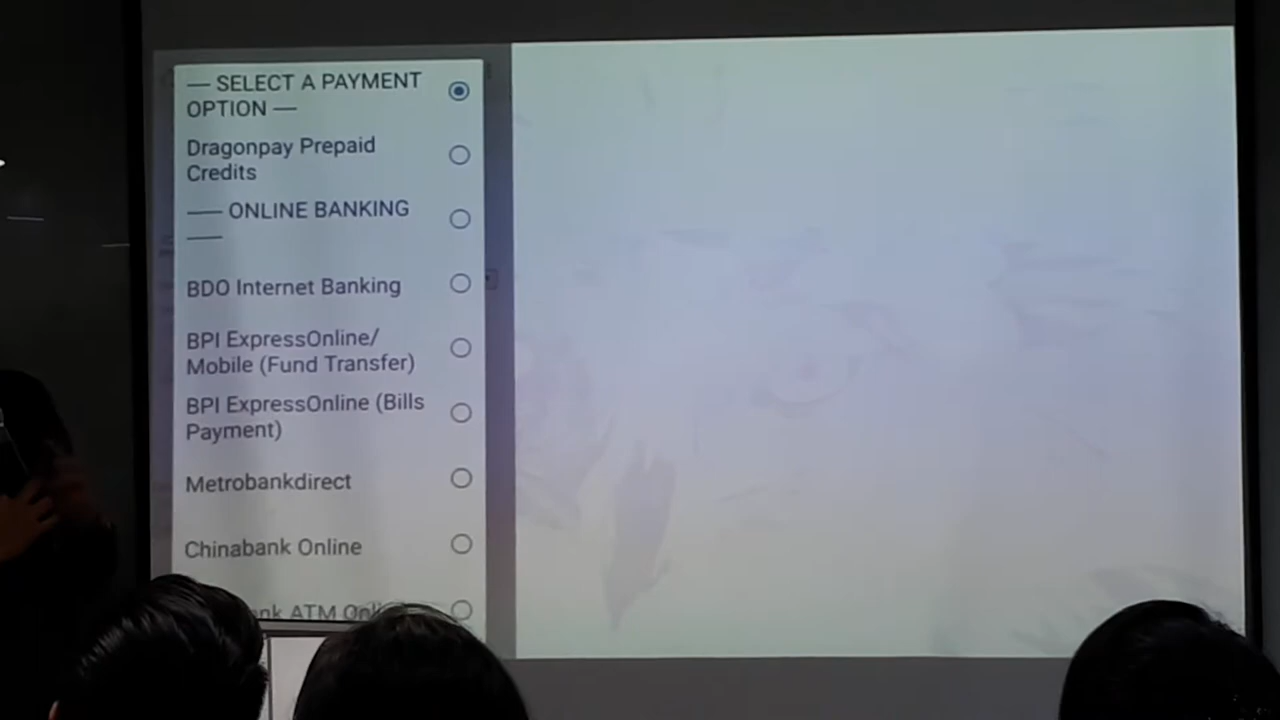 — SELECT A PAYMENT
OPTION —
Dragonpay Prepaid
Credits
—— ONLINE BANKING
——
BDO Internet Banking
BPI ExpressOnline/
Mobile (Fund Transfer)
BPI ExpressOnline (Bills
Payment)
Metrobankdirect
Chinabank Online
ATM